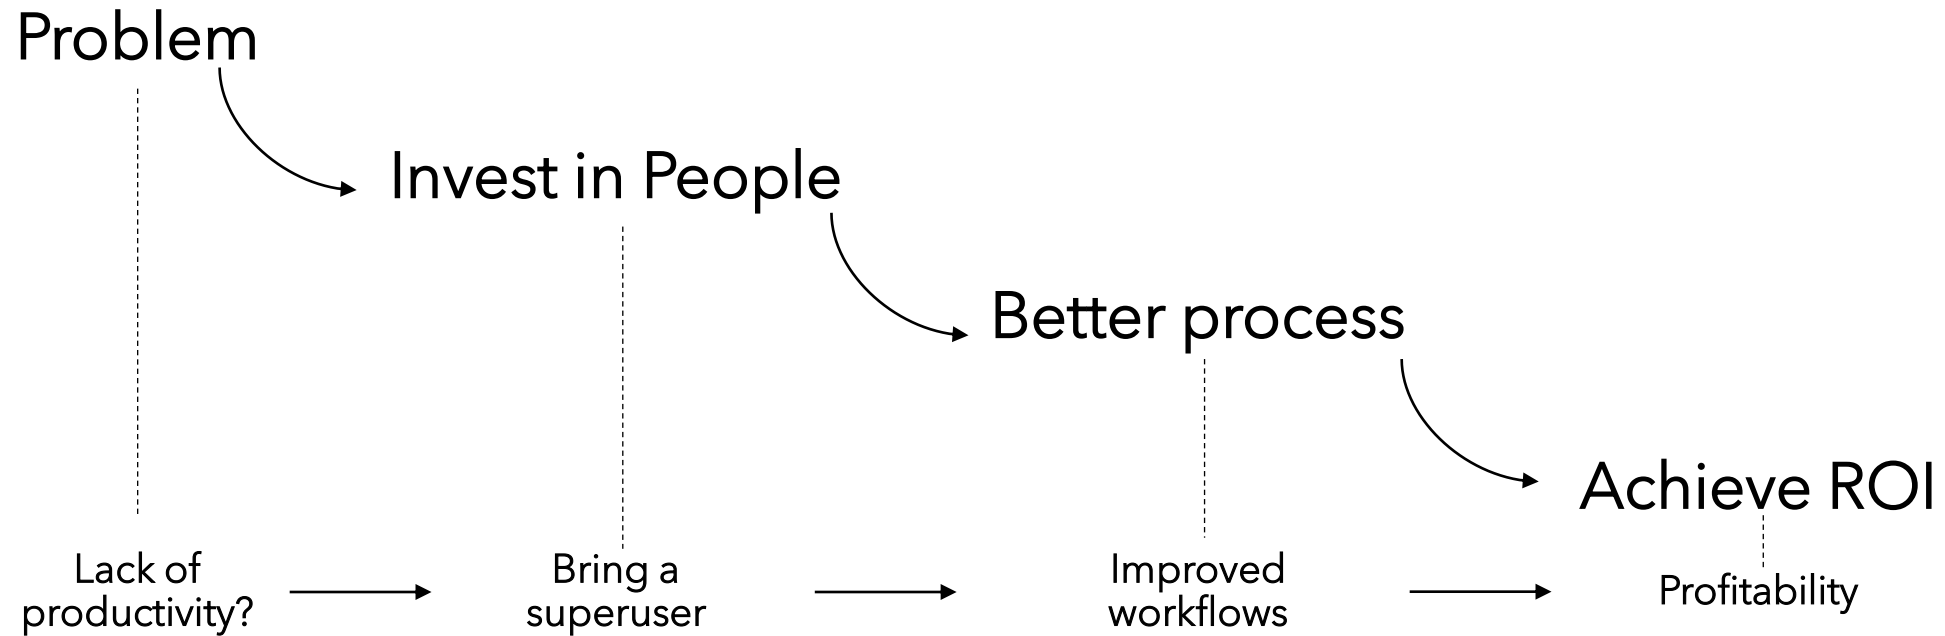 Problem
Invest in People
Better process
Achieve ROI
Lack of
productivity?
Bring a
superuser
Improved
workflows
Profitability